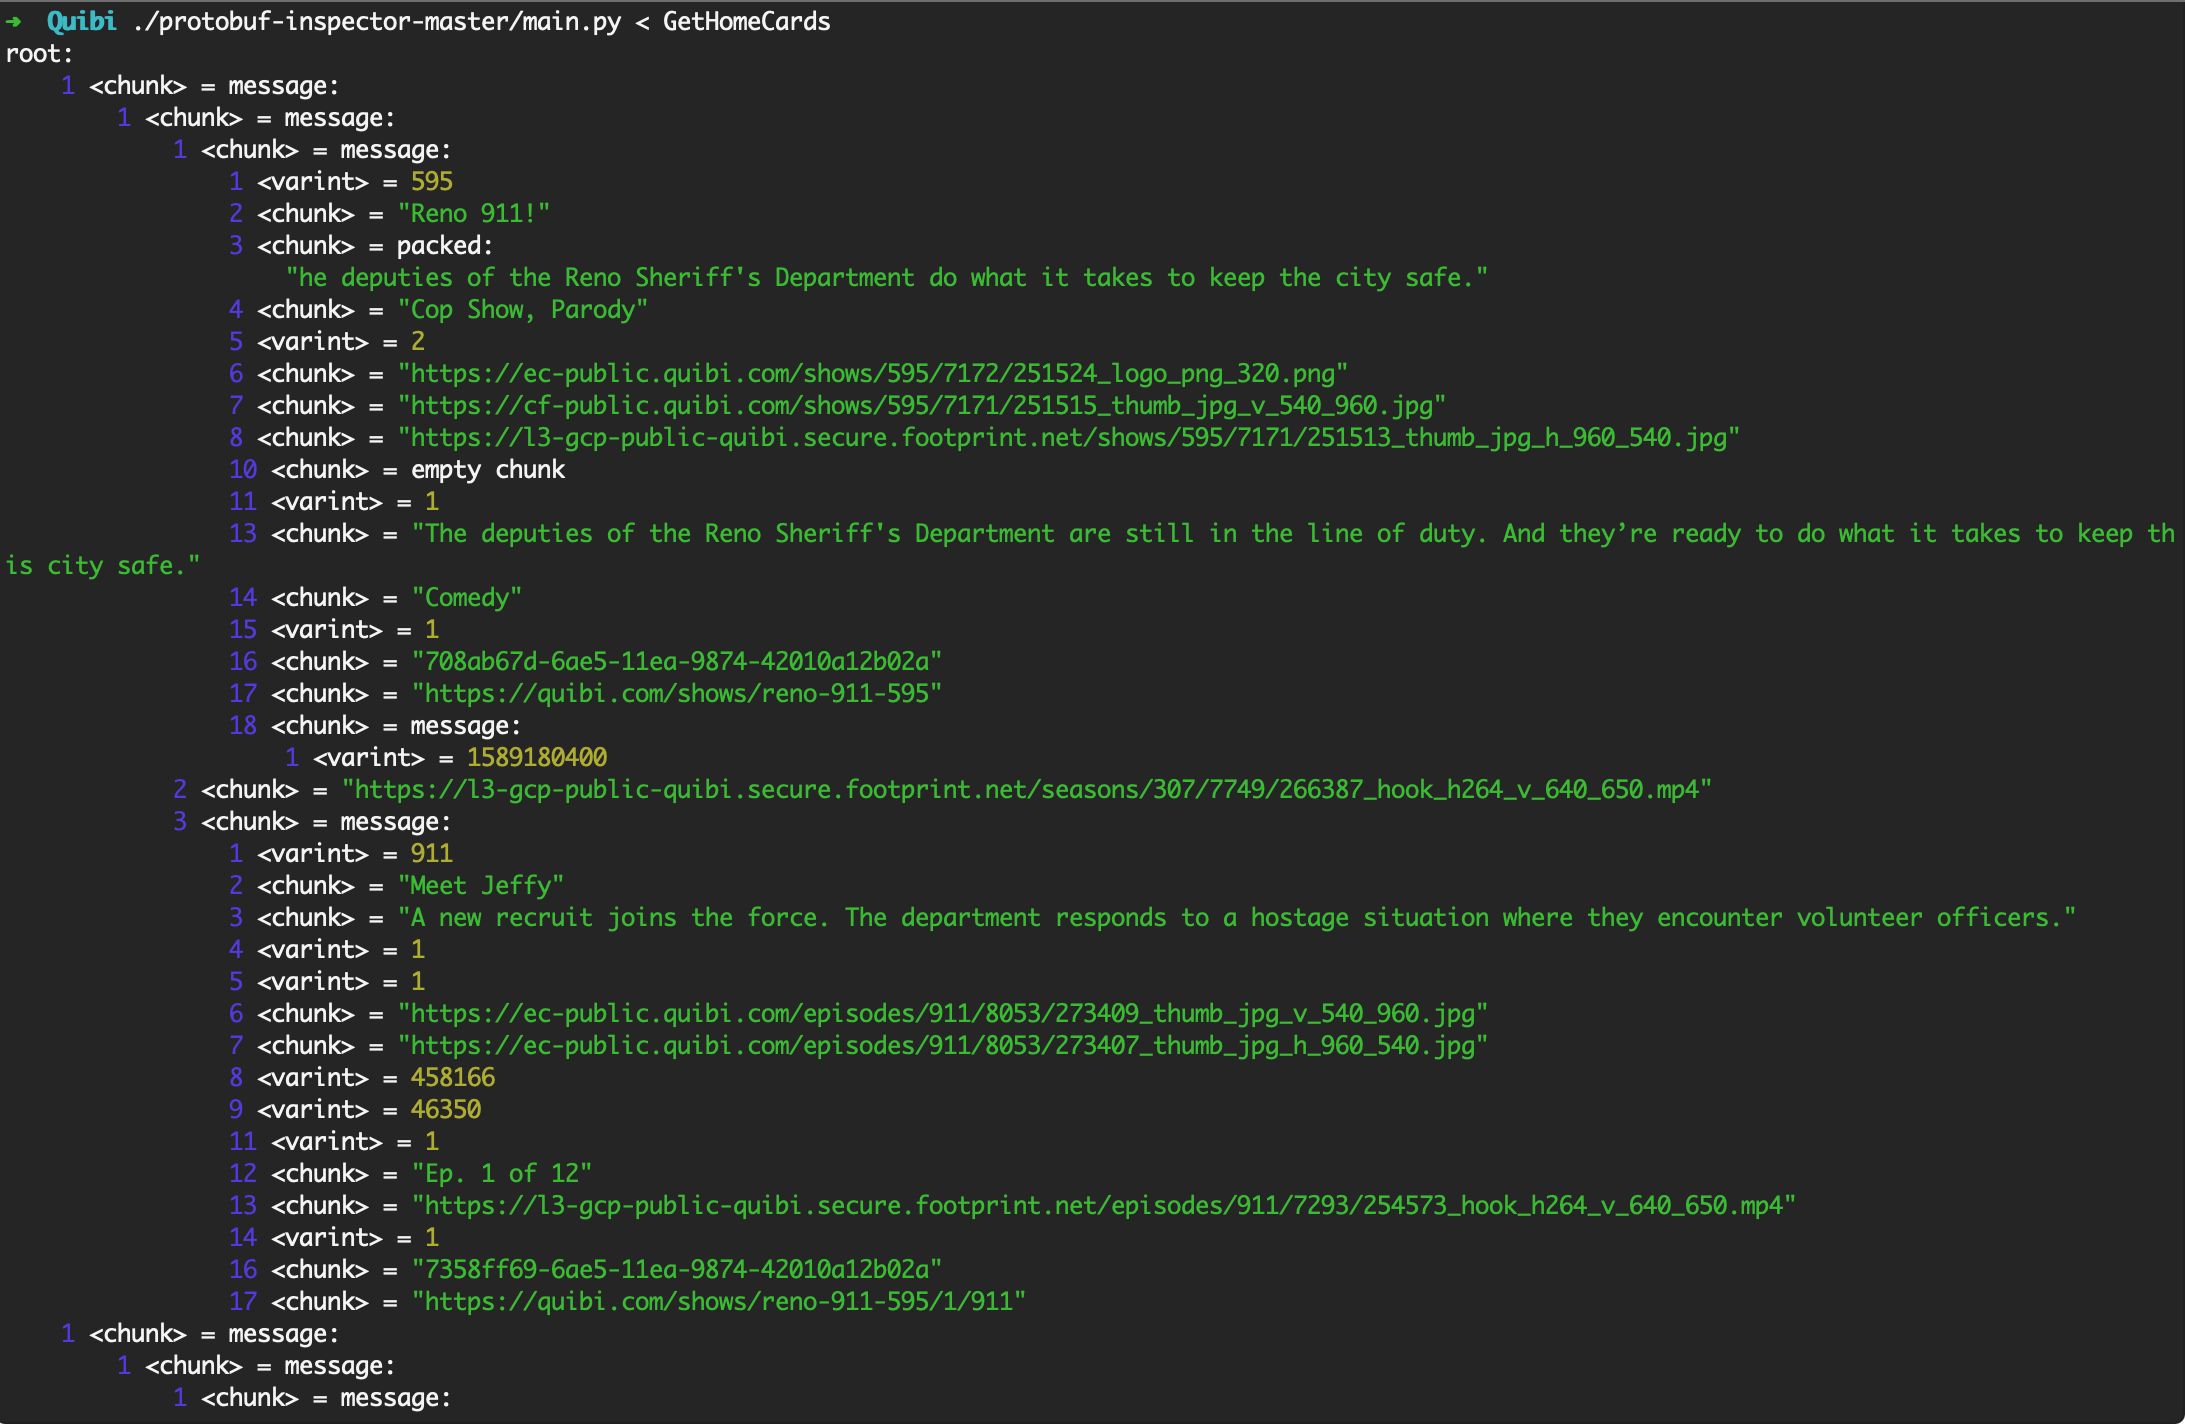 ➜  Quibi ./protobuf-inspector-master/main.py < GetHomeCards
root:
    1 <chunk> = message:
        1 <chunk> = message:
            1 <chunk> = message:
                1 <varint> = 595
                2 <chunk> = "Reno 911!"
                3 <chunk> = packed:
                    "he deputies of the Reno Sheriff's Department do what it takes to keep the city safe."
                4 <chunk> = "Cop Show, Parody"
                5 <varint> = 2
                6 <chunk> = "https://ec-public.quibi.com/shows/595/7172/251524_logo_png_320.png"
                7 <chunk> = "https://cf-public.quibi.com/shows/595/7171/251515_thumb_jpg_v_540_960.jpg"
                8 <chunk> = "https://l3-gcp-public-quibi.secure.footprint.net/shows/595/7171/251513_thumb_jpg_h_960_540.jpg"
                10 <chunk> = empty chunk
                11 <varint> = 1
                13 <chunk> = "The deputies of the Reno Sheriff's Department are still in the line of duty. And they’re ready to do what it takes to keep th
is city safe."
                14 <chunk> = "Comedy"
                15 <varint> = 1
                16 <chunk> = "708ab67d-6ae5-11ea-9874-42010a12b02a"
                17 <chunk> = "https://quibi.com/shows/reno-911-595"
                18 <chunk> = message:
                    1 <varint> = 1589180400
            2 <chunk> = "https://l3-gcp-public-quibi.secure.footprint.net/seasons/307/7749/266387_hook_h264_v_640_650.mp4"
            3 <chunk> = message:
                1 <varint> = 911
                2 <chunk> = "Meet Jeffy"
                3 <chunk> = "A new recruit joins the force. The department responds to a hostage situation where they encounter volunteer officers."
                4 <varint> = 1
                5 <varint> = 1
                6 <chunk> = "https://ec-public.quibi.com/episodes/911/8053/273409_thumb_jpg_v_540_960.jpg"
                7 <chunk> = "https://ec-public.quibi.com/episodes/911/8053/273407_thumb_jpg_h_960_540.jpg"
                8 <varint> = 458166
                9 <varint> = 46350
                11 <varint> = 1
                12 <chunk> = "Ep. 1 of 12"
                13 <chunk> = "https://l3-gcp-public-quibi.secure.footprint.net/episodes/911/7293/254573_hook_h264_v_640_650.mp4"
                14 <varint> = 1
                16 <chunk> = "7358ff69-6ae5-11ea-9874-42010a12b02a"
                17 <chunk> = "https://quibi.com/shows/reno-911-595/1/911"
    1 <chunk> = message:
        1 <chunk> = message:
            1 <chunk> = message: